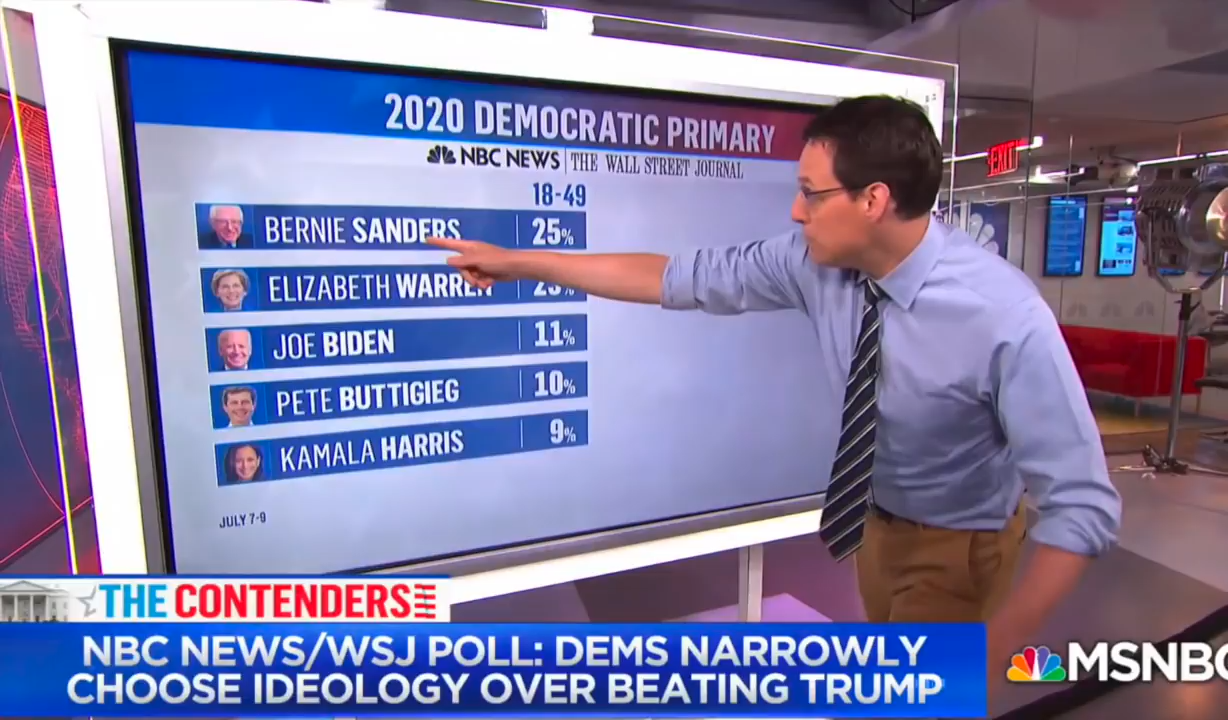 2020 DEMOCRATIC PRIMARY
NBC NEWS THE WALL STREET JOURNAL
18-49
BERNIE SANDERS 25%
ELIZABETH WARREN
JOE BIDEN 11%
PETE BUTTIGIEG 10%
KAMALA HARRIS 9%
JULY 7-9
EXIT
THE CONTENDERS
NBC NEWS/WSJ POLL: DEMS NARROWLY
CHOOSE IDEOLOGY OVER BEATING TRUMP
MSNBC